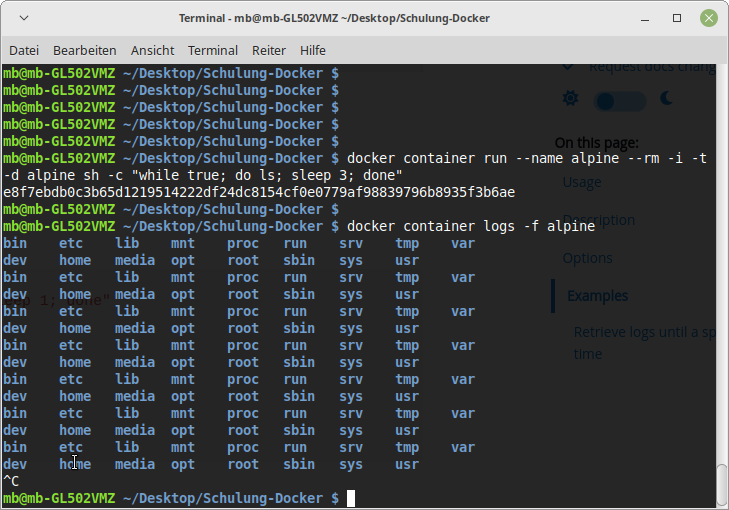 Terminal - mb@mb-GL502VMZ ~/Desktop/Schulung-Docker
Datei Bearbeiten Ansicht Terminal Reiter Hilfe
mb@mb-GL502VMZ ~/Desktop/Schulung-Docker $
mb@mb-GL502VMZ ~/Desktop/Schulung-Docker $
mb@mb-GL502VMZ ~/Desktop/Schulung-Docker $
mb@mb-GL502VMZ ~/Desktop/Schulung-Docker $
mb@mb-GL502VMZ ~/Desktop/Schulung-Docker $
mb@mb-GL502VMZ ~/Desktop/Schulung-Docker $ docker container run --name alpine --rm -i -t
-d alpine sh -c "while true; do ls; sleep 3; done"
e8f7ebdb0c3b65d1219514222df24dc8154cf0e0779af98839796b8935f3b6ae
mb@mb-GL502VMZ ~/Desktop/Schulung-Docker $
mb@mb-GL502VMZ ~/Desktop/Schulung-Docker $ docker container logs -f alpine
bin etc lib mnt proc run srv tmp var
dev home media opt root sbin sys usr
bin etc lib mnt proc run srv tmp var
dev home media opt root sbin sys usr
bin etc lib mnt proc run srv tmp var
dev home media opt root sbin sys usr
bin etc lib mnt proc run srv tmp var
dev home media opt root sbin sys usr
bin etc lib mnt proc run srv tmp var
dev home media opt root sbin sys usr
bin etc lib mnt proc run srv tmp var
dev home media opt root sbin sys usr
bin etc lib mnt proc run srv tmp var
dev home media opt root sbin sys usr
^C
mb@mb-GL502VMZ ~/Desktop/Schulung-Docker $
Request docs
On this page:
Usage
Description
Options
Examples
Retrieve logs until a
time
1; done"